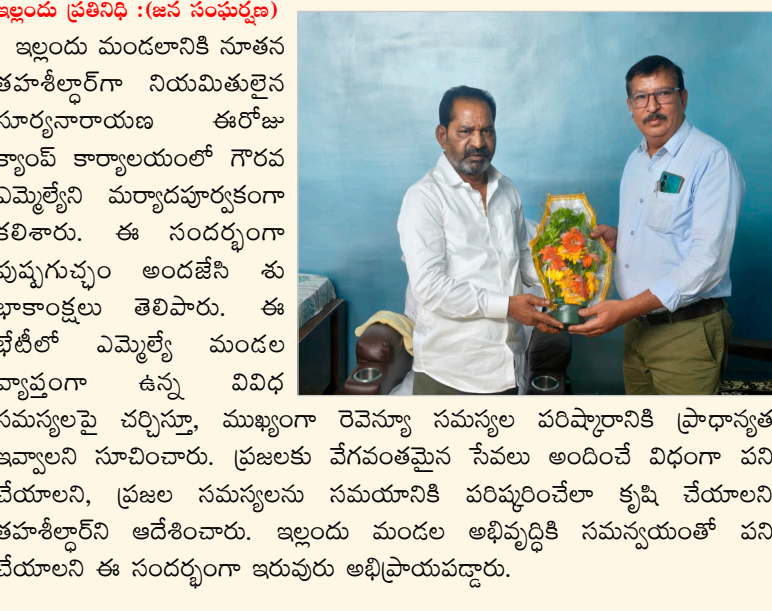 ఇల్లందు ప్రతినిధి :(జన సంఘర్షణ)
ఇల్లందు మండలానికి నూతన
తహశీల్ధార్‌గా నియమితులైన
సూర్యనారాయణ ఈరోజు
క్యాంప్ కార్యాలయంలో గౌరవ
ఎమ్మెల్యేని మర్యాదపూర్వకంగా
కలిశారు. ఈ సందర్భంగా
పుష్పగుచ్ఛం అందజేసి శు
భాకాంక్షలు తెలిపారు. ఈ
భేటీలో ఎమ్మెల్యే మండల
వ్యాప్తంగా ఉన్న వివిధ
సమస్యలపై చర్చిస్తూ, ముఖ్యంగా రెవెన్యూ సమస్యల పరిష్కారానికి ప్రాధాన్యత
ఇవ్వాలని సూచించారు. ప్రజలకు వేగవంతమైన సేవలు అందించే విధంగా పని
చేయాలని, ప్రజల సమస్యలను సమయానికి పరిష్కరించేలా కృషి చేయాలని
తహశీల్ధార్‌ని ఆదేశించారు. ఇల్లందు మండల అభివృద్ధికి సమన్వయంతో పని
చేయాలని ఈ సందర్భంగా ఇరువురు అభిప్రాయపడ్డారు.